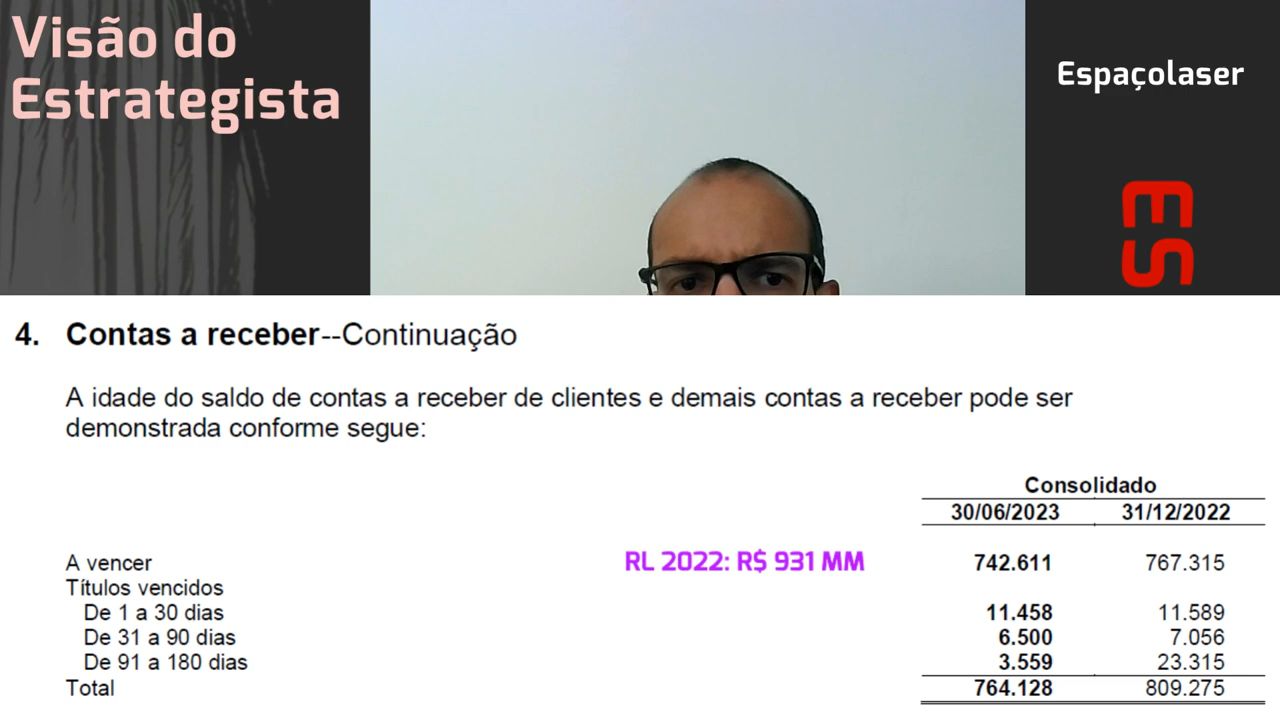 Visão do
Estrategista
Espaçolaser
ES
4. Contas a receber--Continuação
A idade do saldo de contas a receber de clientes e demais contas a receber pode ser
demonstrada conforme segue:
Consolidado
30/06/2023 31/12/2022
A vencer RL 2022: R$ 931 MM 742.611 767.315
Títulos vencidos
De 1 a 30 dias 11.458 11.589
De 31 a 90 dias 6.500 7.056
De 91 a 180 dias 3.559 23.315
Total 764.128 809.275